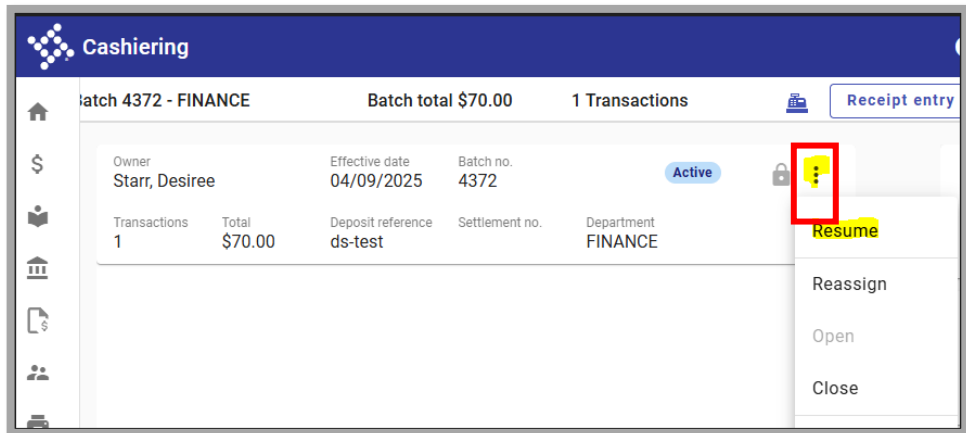 Cashiering
Batch 4372 - FINANCE Batch total $70.00 1 Transactions Receipt entry
Owner Effective date Batch no.
Starr, Desiree 04/09/2025 4372 Active
Transactions Total Deposit reference Settlement no. Department
1 $70.00 ds-test FINANCE
Resume
Reassign
Open
Close